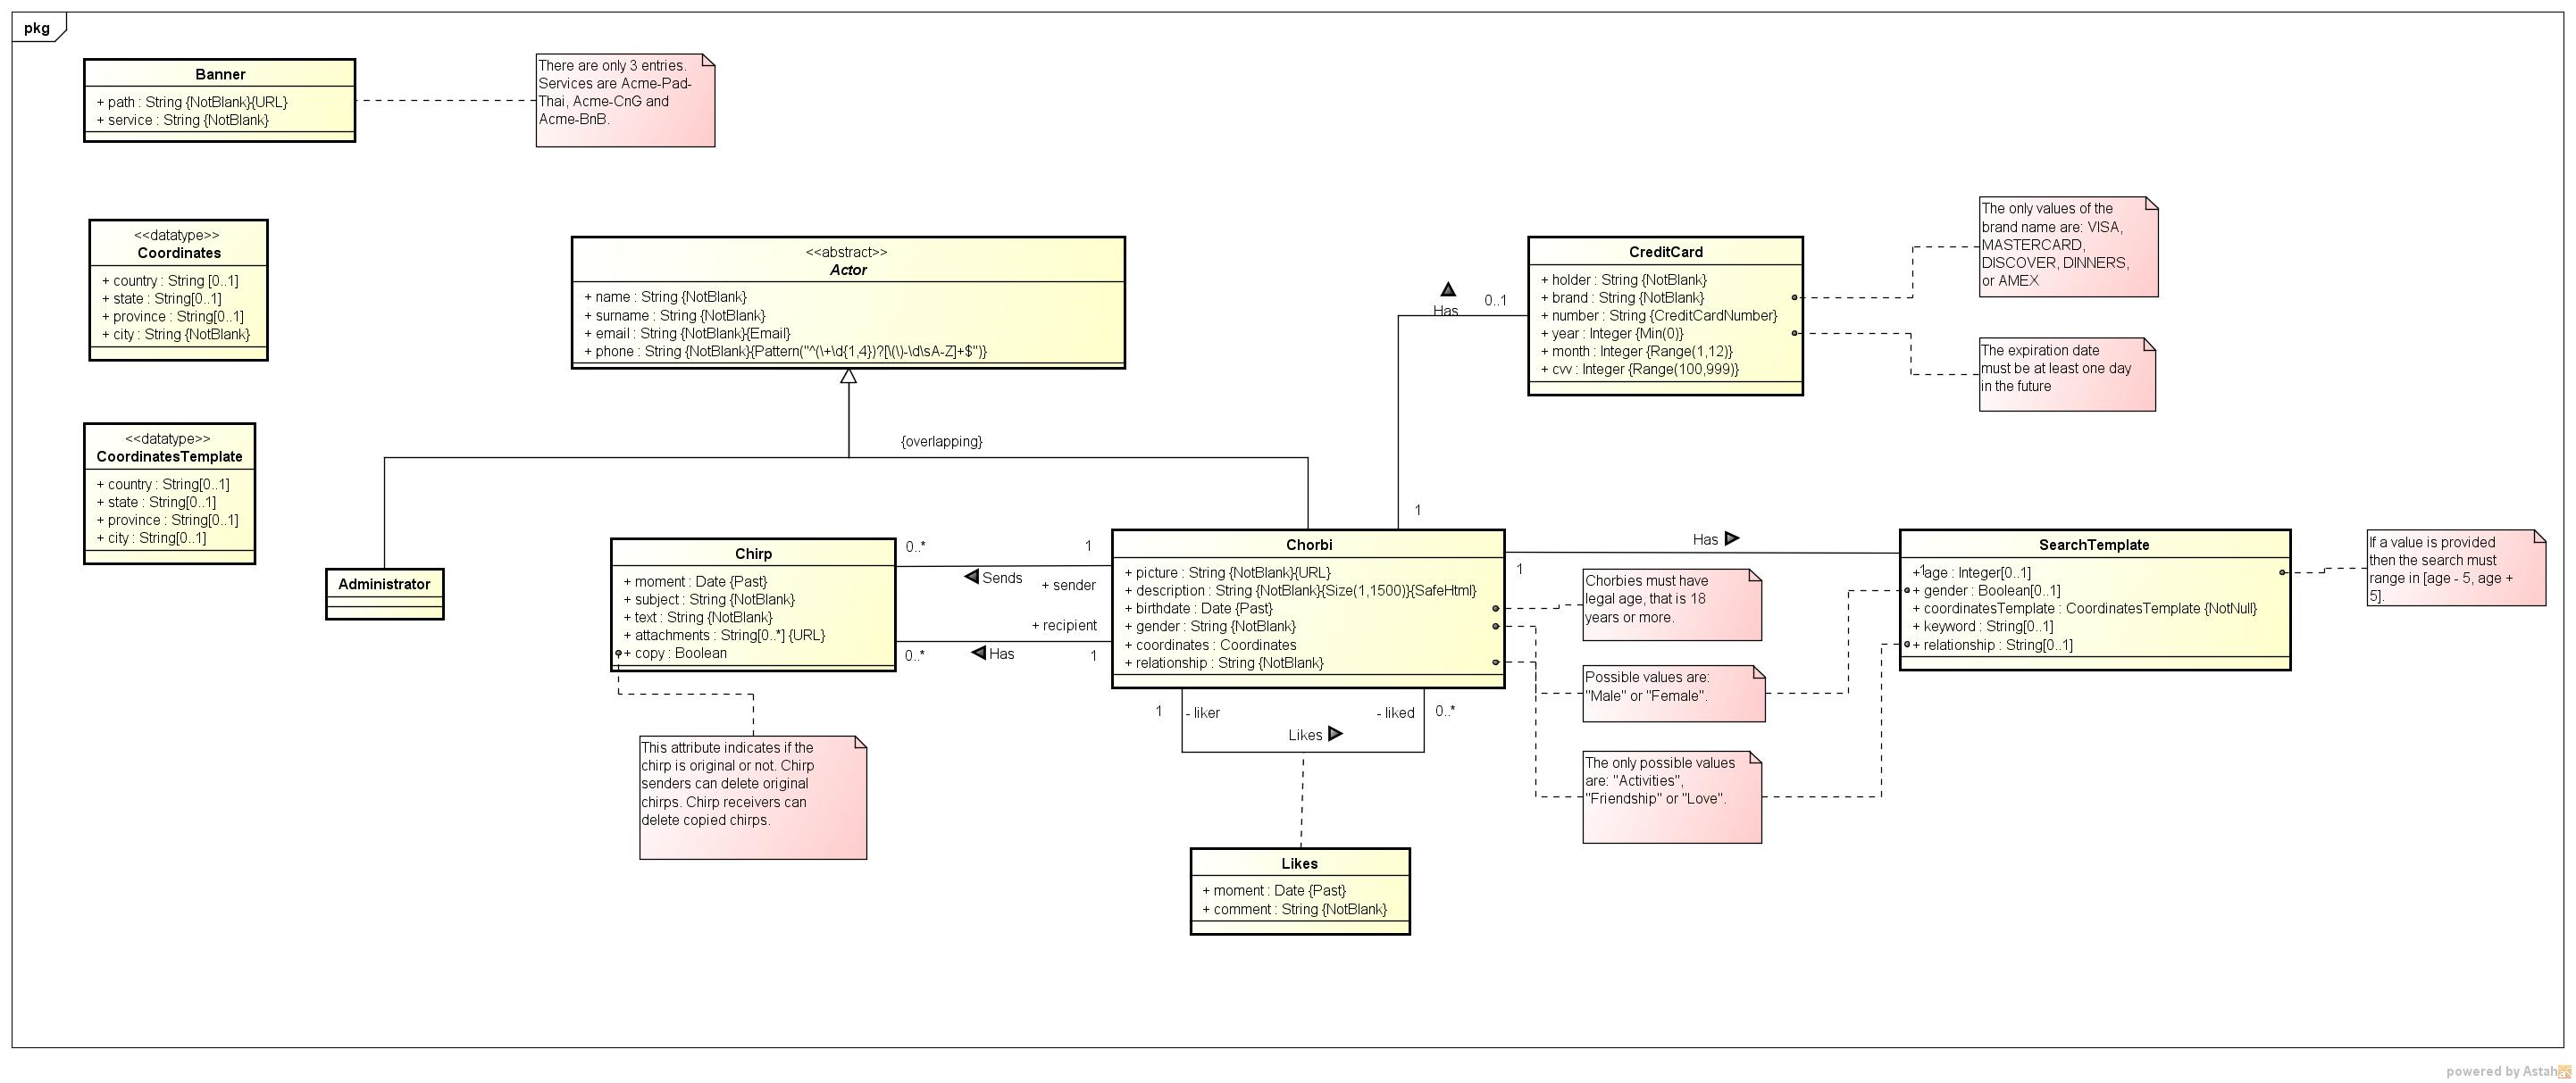 pkg
Banner
+ path : String {NotBlank}{URL}
+ service : String {NotBlank}
There are only 3 entries.
Services are Acme-Pad-
Thai, Acme-CnG and
Acme-BnB.
<<datatype>>
Coordinates
+ country : String [0..1]
+ state : String[0..1]
+ province : String[0..1]
+ city : String {NotBlank}
<<abstract>>
Actor
+ name : String {NotBlank}
+ surname : String {NotBlank}
+ email : String {NotBlank}{Email}
+ phone : String {NotBlank}{Pattern("^(\+\d{1,4})?[\(\)-\d\sA-Z]+$")}
Has
0..1
1
CreditCard
+ holder : String {NotBlank}
+ brand : String {NotBlank}
+ number : String {CreditCardNumber}
+ year : Integer {Min(0)}
+ month : Integer {Range(1,12)}
+ cvv : Integer {Range(100,999)}
The only values of the
brand name are: VISA,
MASTERCARD,
DISCOVER, DINNERS,
or AMEX
The expiration date
must be at least one day
in the future
<<datatype>>
CoordinatesTemplate
+ country : String[0..1]
+ state : String[0..1]
+ province : String[0..1]
+ city : String[0..1]
{overlapping}
Administrator
Chirp
+ moment : Date {Past}
+ subject : String {NotBlank}
+ text : String {NotBlank}
+ attachments : String[0..*] {URL}
+ copy : Boolean
0..*
1
Sends
+ sender
+ recipient
0..*
Has
1
Chorbi
+ picture : String {NotBlank}{URL}
+ description : String {NotBlank}{Size(1,1500)}{SafeHtml}
+ birthdate : Date {Past}
+ gender : String {NotBlank}
+ coordinates : Coordinates
+ relationship : String {NotBlank}
Has
1
1
SearchTemplate
+ age : Integer[0..1]
+ gender : Boolean[0..1]
+ coordinatesTemplate : CoordinatesTemplate {NotNull}
+ keyword : String[0..1]
+ relationship : String[0..1]
If a value is provided
then the search must
range in [age - 5, age +
5].
Chorbies must have
legal age, that is 18
years or more.
Possible values are:
"Male" or "Female".
The only possible values
are: "Activities",
"Friendship" or "Love".
1
- liker
- liked
0..*
Likes
This attribute indicates if the
chirp is original or not. Chirp
senders can delete original
chirps. Chirp receivers can
delete copied chirps.
Likes
+ moment : Date {Past}
+ comment : String {NotBlank}
powered by Astah